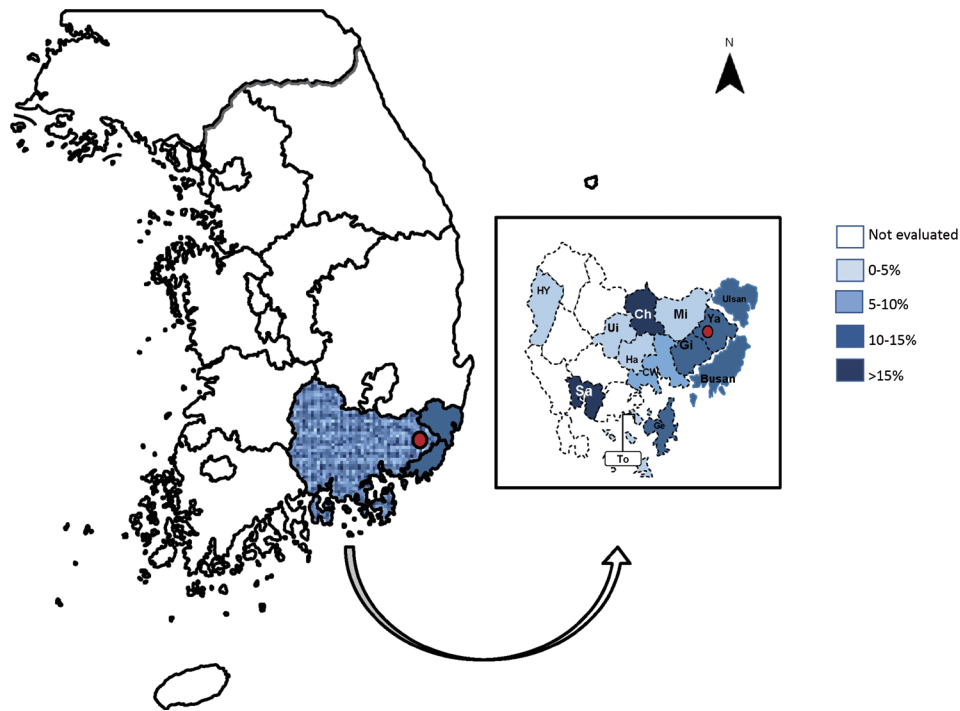 N
Not evaluated
0-5%
5-10%
10-15%
>15%
HY
Ch
Mi
Ulsan
Ya
Ui
Gi
Ha
CW
Busan
Sa
Ge
To